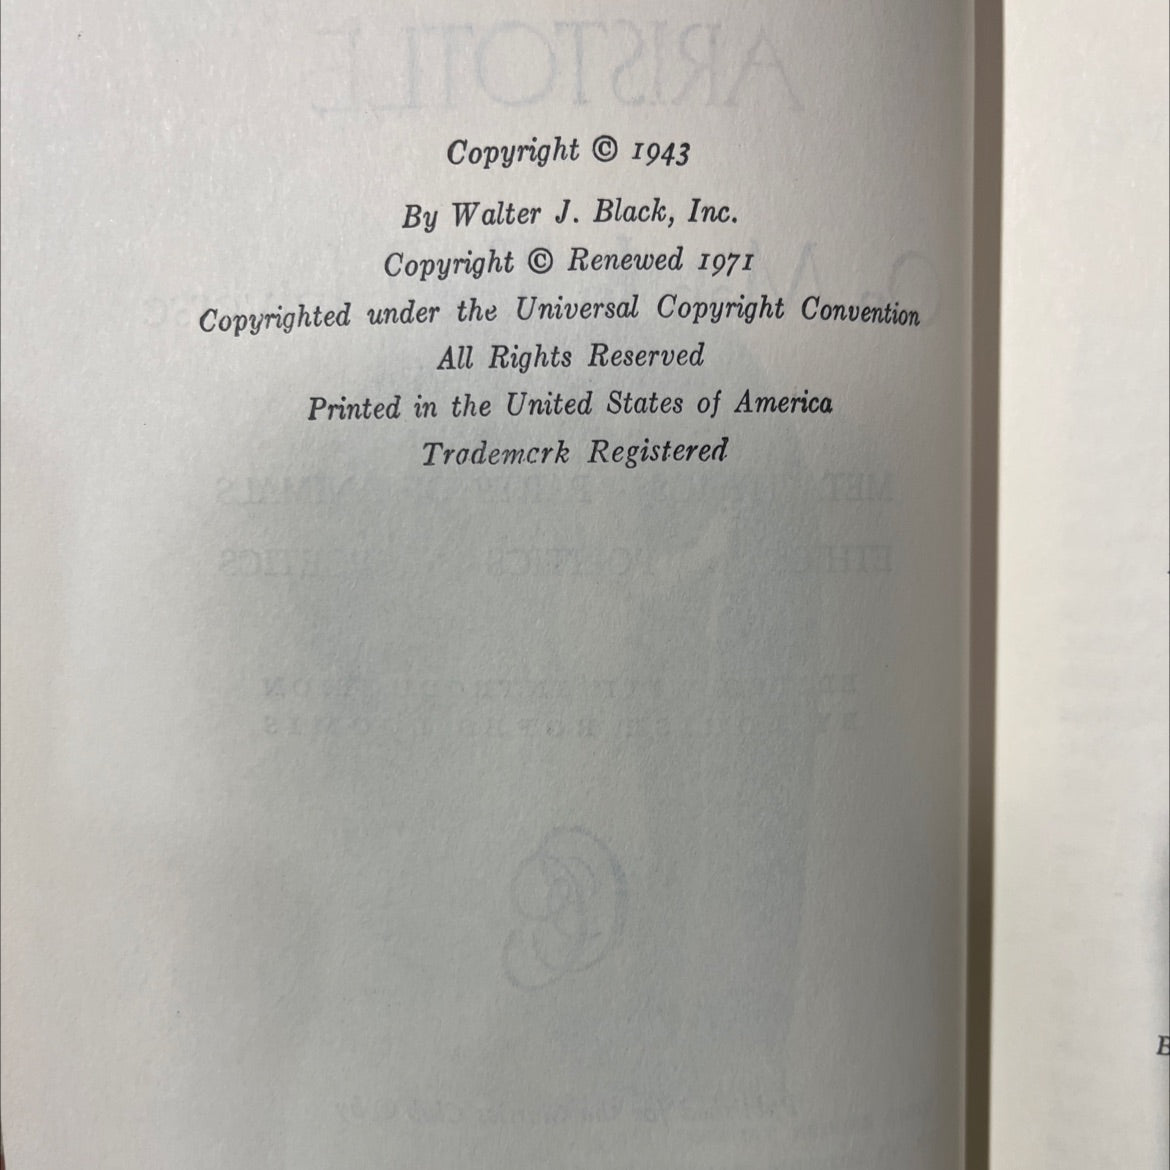 ARISTOTLE
Copyright © 1943
By Walter J. Black, Inc.
Copyright © Renewed 1971
Copyrighted under the Universal Copyright Convention
All Rights Reserved
Printed in the United States of America
Trademcrk Registered